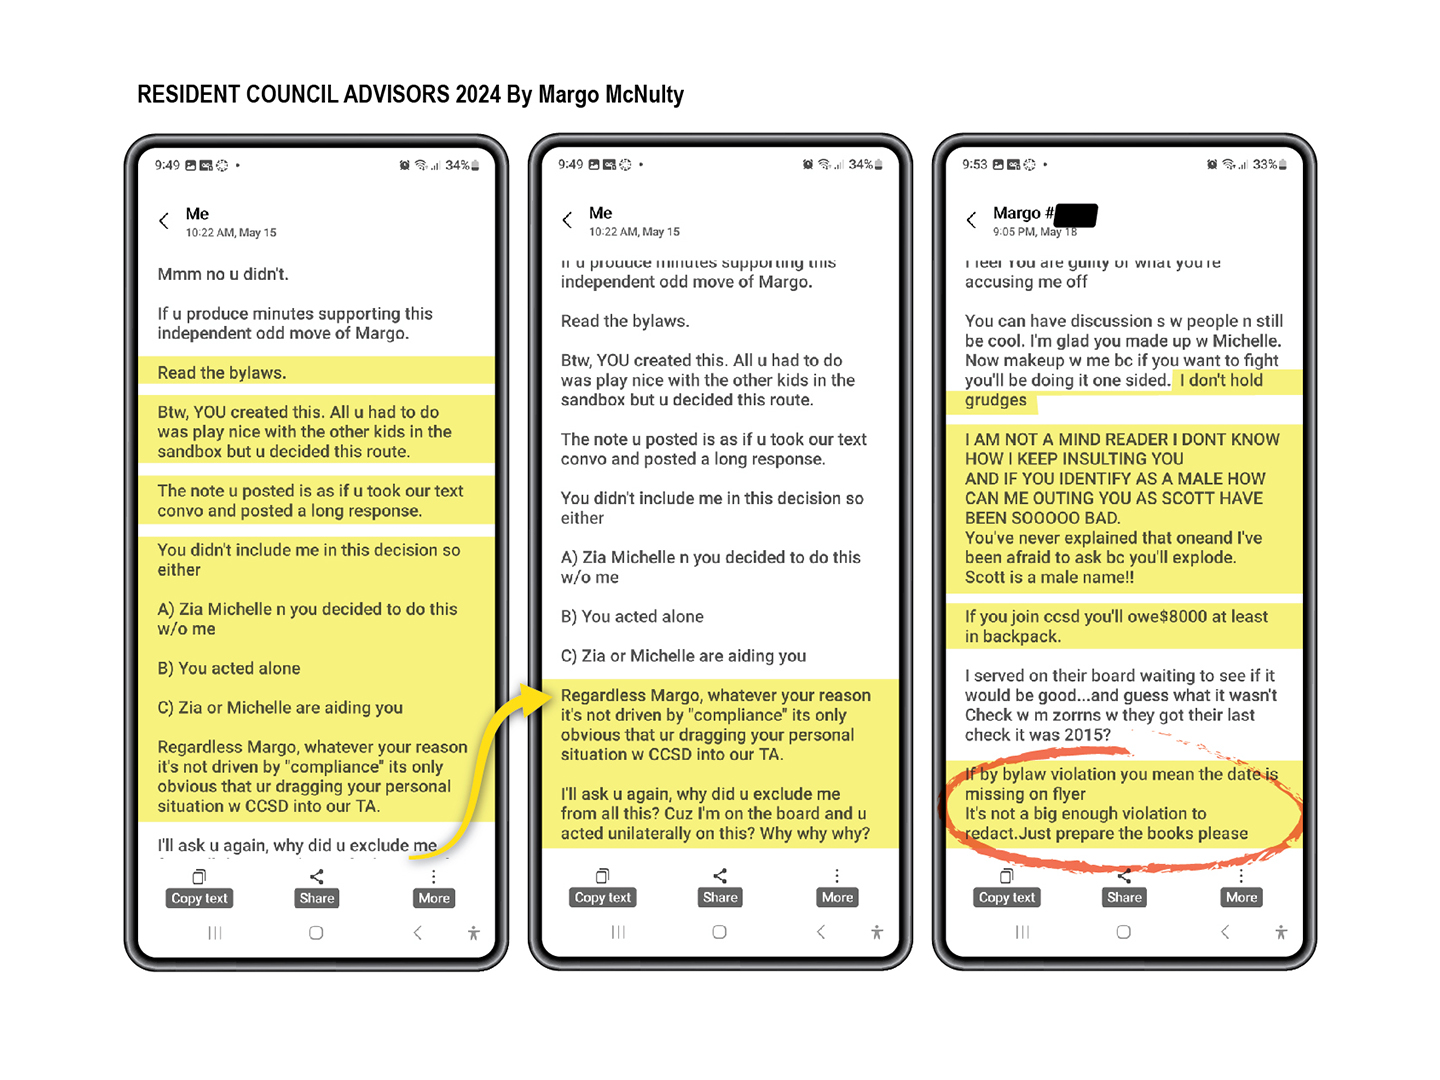 RESIDENT COUNCIL ADVISORS 2024 By Margo McNulty
9:49
34%
Me
10:22 AM, May 15
Mmm no u didn't.
If u produce minutes supporting this
independent odd move of Margo.
Read the bylaws.
Btw, YOU created this. All u had to do
was play nice with the other kids in the
sandbox but u decided this route.
The note u posted is as if u took our text
convo and posted a long response.
You didn't include me in this decision so
either
A) Zia Michelle n you decided to do this
w/o me
B) You acted alone
C) Zia or Michelle are aiding you
Regardless Margo, whatever your reason
it's not driven by "compliance" its only
obvious that ur dragging your personal
situation w CCSD into our TA.
I'll ask u again, why did u exclude me
Copy text
Share
More
9:49
34%
Me
10:22 AM, May 15
If u produce minutes supporting this
independent odd move of Margo.
Read the bylaws.
Btw, YOU created this. All u had to do
was play nice with the other kids in the
sandbox but u decided this route.
The note u posted is as if u took our text
convo and posted a long response.
You didn't include me in this decision so
either
A) Zia Michelle n you decided to do this
w/o me
B) You acted alone
C) Zia or Michelle are aiding you
Regardless Margo, whatever your reason
it's not driven by "compliance" its only
obvious that ur dragging your personal
situation w CCSD into our TA.
I'll ask u again, why did u exclude me
from all this? Cuz I'm on the board and u
acted unilaterally on this? Why why why?
Copy text
Share
More
9:53
33%
Margo #
9:05 PM, May 18
I feel You are guilty of what you're
accusing me off
You can have discussion s w people n still
be cool. I'm glad you made up w Michelle.
Now makeup w me bc if you want to fight
you'll be doing it one sided. I don't hold
grudges
I AM NOT A MIND READER I DONT KNOW
HOW I KEEP INSULTING YOU
AND IF YOU IDENTIFY AS A MALE HOW
CAN ME OUTING YOU AS SCOTT HAVE
BEEN SOOOOO BAD.
You've never explained that oneand I've
been afraid to ask bc you'll explode.
Scott is a male name!!
If you join ccsd you'll owe$8000 at least
in backpack.
I served on their board waiting to see if it
would be good...and guess what it wasn't
Check w m zorrns w they got their last
check it was 2015?
If by bylaw violation you mean the date is
missing on flyer
It's not a big enough violation to
redact.Just prepare the books please
Copy text
Share
More